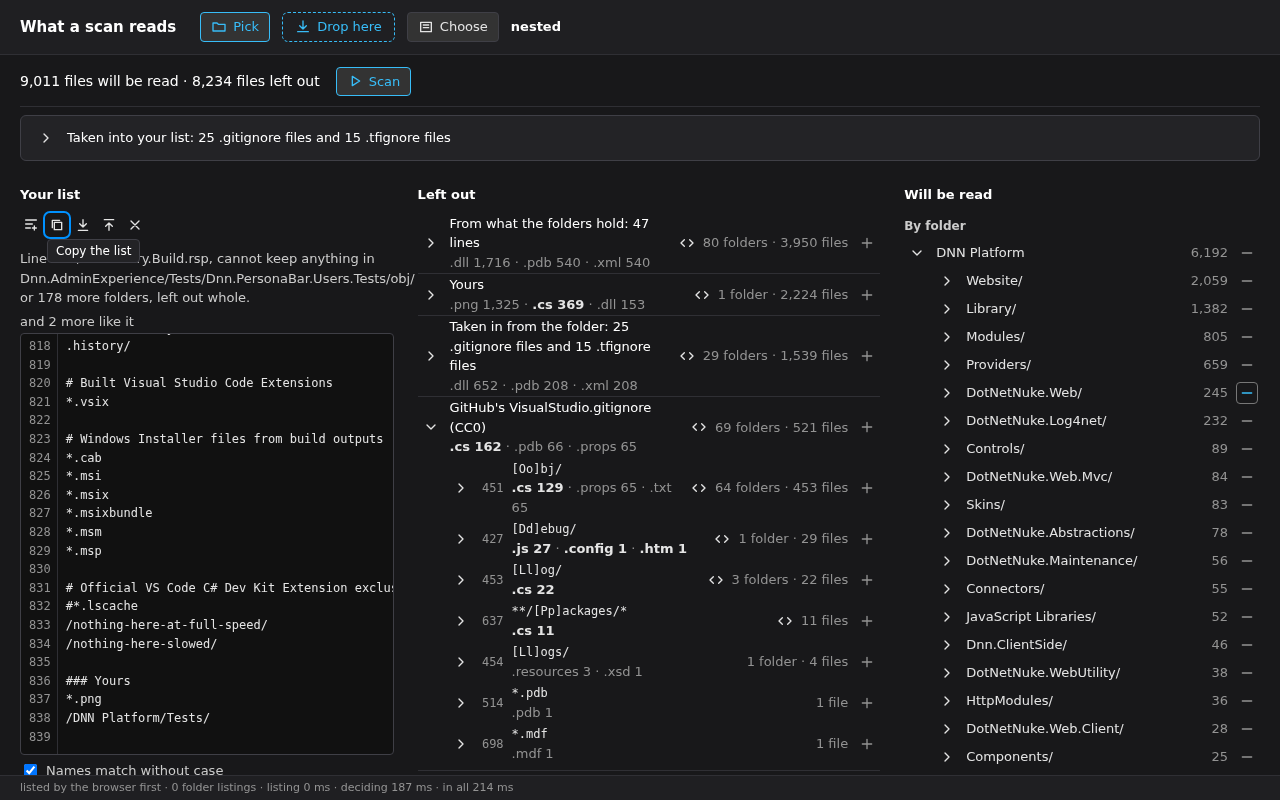 What a scan reads
Pick
Drop here
Choose
nested
9,011 files will be read · 8,234 files left out
Scan
Taken into your list: 25 .gitignore files and 15 .tfignore files
Your list
Copy the list
Line
ry.Build.rsp, cannot keep anything in
Dnn.AdminExperience/Tests/Dnn.PersonaBar.Users.Tests/obj/
or 178 more folders, left out whole.
and 2 more like it
818 .history/
819
820 # Built Visual Studio Code Extensions
821 *.vsix
822
823 # Windows Installer files from build outputs
824 *.cab
825 *.msi
826 *.msix
827 *.msixbundle
828 *.msm
829 *.msp
830
831 # Official VS Code C# Dev Kit Extension exclus
832 #*.lscache
833 /nothing-here-at-full-speed/
834 /nothing-here-slowed/
835
836 ### Yours
837 *.png
838 /DNN Platform/Tests/
839
Names match without case
Left out
From what the folders hold: 47
lines
.dll 1,716 · .pdb 540 · .xml 540
80 folders · 3,950 files
Yours
.png 1,325 · .cs 369 · .dll 153
1 folder · 2,224 files
Taken in from the folder: 25
.gitignore files and 15 .tfignore
files
.dll 652 · .pdb 208 · .xml 208
29 folders · 1,539 files
GitHub's VisualStudio.gitignore
(CC0)
.cs 162 · .pdb 66 · .props 65
69 folders · 521 files
451 [Oo]bj/
.cs 129 · .props 65 · .txt
65
64 folders · 453 files
427 [Dd]ebug/
.js 27 · .config 1 · .htm 1
1 folder · 29 files
453 [Ll]og/
.cs 22
3 folders · 22 files
637 **/[Pp]ackages/*
.cs 11
11 files
454 [Ll]ogs/
.resources 3 · .xsd 1
1 folder · 4 files
514 *.pdb
.pdb 1
1 file
698 *.mdf
.mdf 1
1 file
Will be read
By folder
DNN Platform 6,192
Website/ 2,059
Library/ 1,382
Modules/ 805
Providers/ 659
DotNetNuke.Web/ 245
DotNetNuke.Log4net/ 232
Controls/ 89
DotNetNuke.Web.Mvc/ 84
Skins/ 83
DotNetNuke.Abstractions/ 78
DotNetNuke.Maintenance/ 56
Connectors/ 55
JavaScript Libraries/ 52
Dnn.ClientSide/ 46
DotNetNuke.WebUtility/ 38
HttpModules/ 36
DotNetNuke.Web.Client/ 28
Components/ 25
listed by the browser first · 0 folder listings · listing 0 ms · deciding 187 ms · in all 214 ms